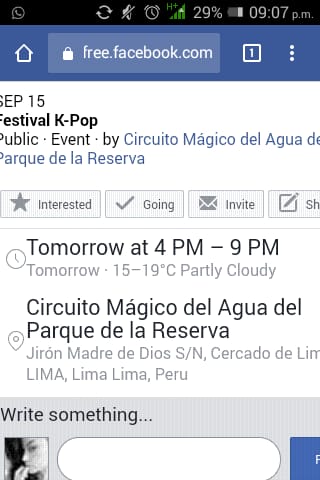 H+ 29% 09:07 p.m.
free.facebook.com 1
SEP 15
Festival K-Pop
Public · Event · by Circuito Mágico del Agua de
Parque de la Reserva
Interested Going Invite Sh
Tomorrow at 4 PM – 9 PM
Tomorrow · 15–19°C Partly Cloudy
Circuito Mágico del Agua del
Parque de la Reserva
Jirón Madre de Dios S/N, Cercado de Lim
LIMA, Lima Lima, Peru
Write something...